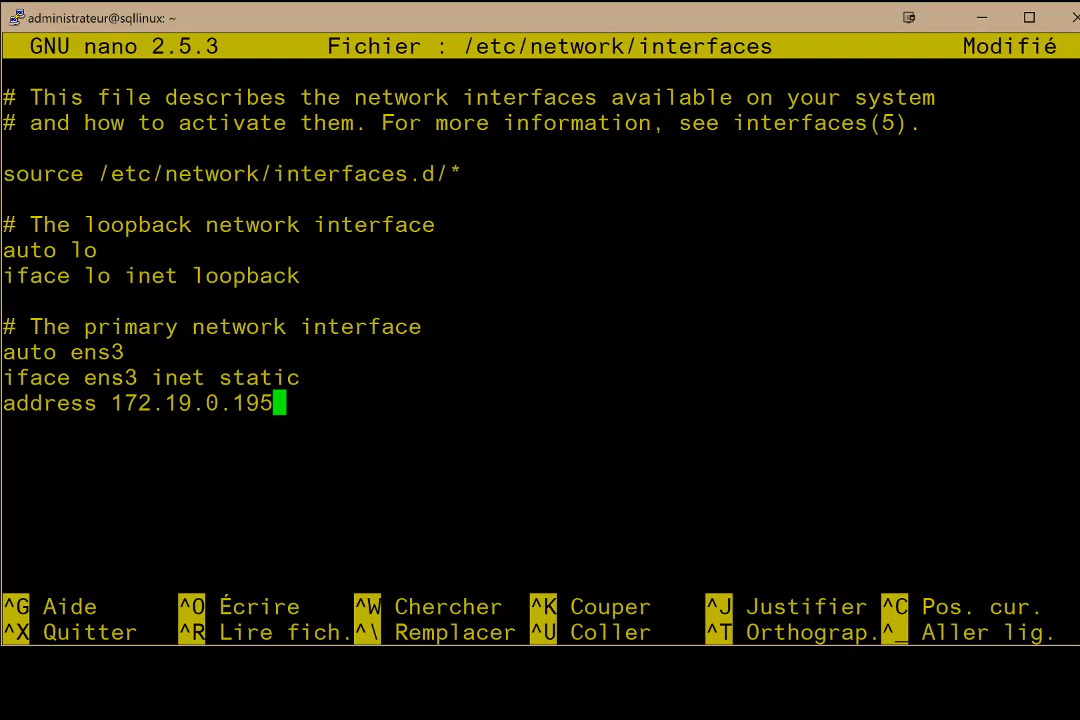 administrateur@sqllinux: ~
GNU nano 2.5.3 Fichier : /etc/network/interfaces Modifié
# This file describes the network interfaces available on your system
# and how to activate them. For more information, see interfaces(5).
source /etc/network/interfaces.d/*
# The loopback network interface
auto lo
iface lo inet loopback
# The primary network interface
auto ens3
iface ens3 inet static
address 172.19.0.195
^G Aide ^O Écrire ^W Chercher ^K Couper ^J Justifier ^C Pos. cur.
^X Quitter ^R Lire fich. ^\ Remplacer ^U Coller ^T Orthograp. ^_ Aller lig.